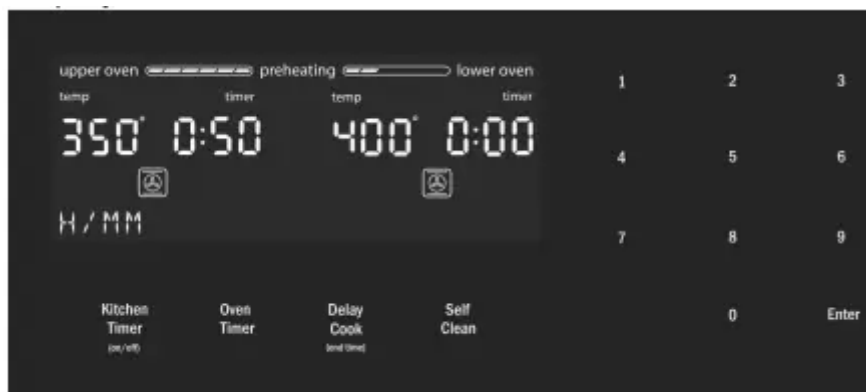 upper oven preheating lower oven
temp timer temp timer
350° 0:50 400° 0:00
H/MM
1 2 3
4 5 6
7 8 9
0 Enter
Kitchen Timer (on/off)
Oven Timer
Delay Cook (end time)
Self Clean